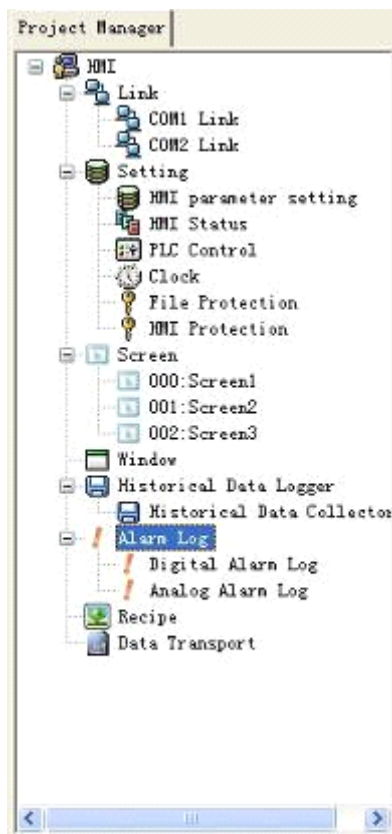 Project Manager
HMI
Link
COM1 Link
COM2 Link
Setting
HMI parameter setting
HMI Status
PLC Control
Clock
File Protection
HMI Protection
Screen
000:Screen1
001:Screen2
002:Screen3
Window
Historical Data Logger
Historical Data Collector
Alarm Log
Digital Alarm Log
Analog Alarm Log
Recipe
Data Transport